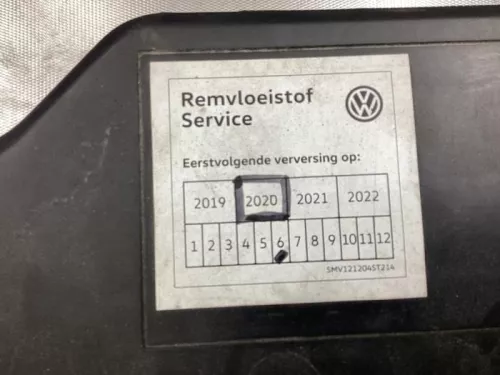 Remvloeistof
Service
Eerstvolgende verversing op:
2019 2020 2021 2022
1 2 3 4 5 6 7 8 9 10 11 12
SMV121204ST214